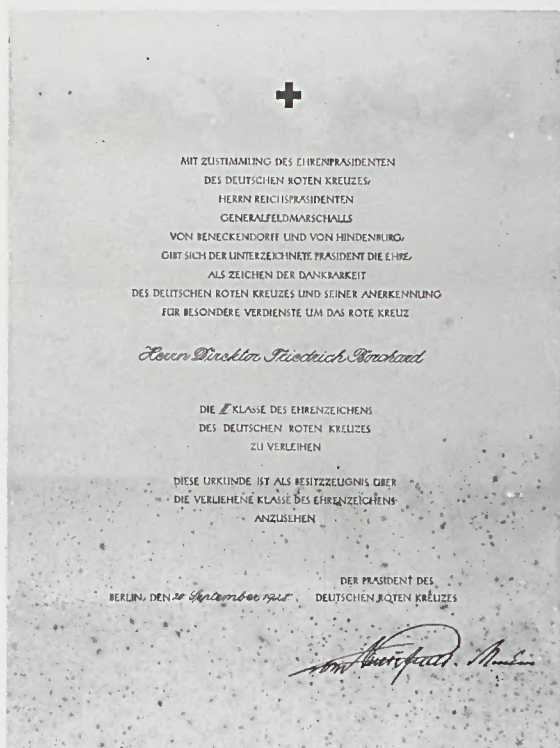 MIT ZUSTIMMUNG DES EHRENPRÄSIDENTEN
DES DEUTSCHEN ROTEN KREUZES,
HERRN REICHSPRÄSIDENTEN
GENERALFELDMARSCHALLS
VON BENECKENDORFF UND VON HINDENBURG,
GIBT SICH DER UNTERZEICHNETE PRÄSIDENT DIE EHRE,
ALS ZEICHEN DER DANKBARKEIT
DES DEUTSCHEN ROTEN KREUZES UND SEINER ANERKENNUNG
FÜR BESONDERE VERDIENSTE UM DAS ROTE KREUZ
Herrn Direktor Friedrich Borchard
DIE II KLASSE DES EHRENZEICHENS
DES DEUTSCHEN ROTEN KREUZES
ZU VERLEIHEN
DIESE URKUNDE IST ALS BESITZZEUGNIS ÜBER
DIE VERLIEHENE KLASSE DES EHRENZEICHENS
ANZUSEHEN
DER PRÄSIDENT DES
BERLIN, DEN September DEUTSCHEN ROTEN KREUZES